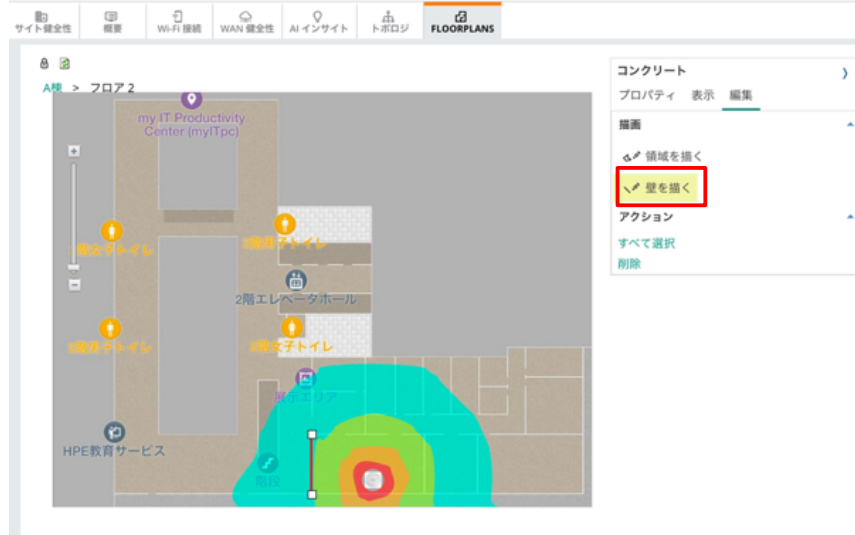 サイト健全性
概要
Wi-Fi 接続
WAN 健全性
AI インサイト
トポロジ
FLOORPLANS
A棟 > フロア 2
my IT Productivity
Center (myITpc)
2階女子トイレ
2階男子トイレ
2階エレベータホール
2階男子トイレ
2階女子トイレ
展示エリア
HPE教育サービス
階段
コンクリート
プロパティ 表示 編集
描画
領域を描く
壁を描く
アクション
すべて選択
削除